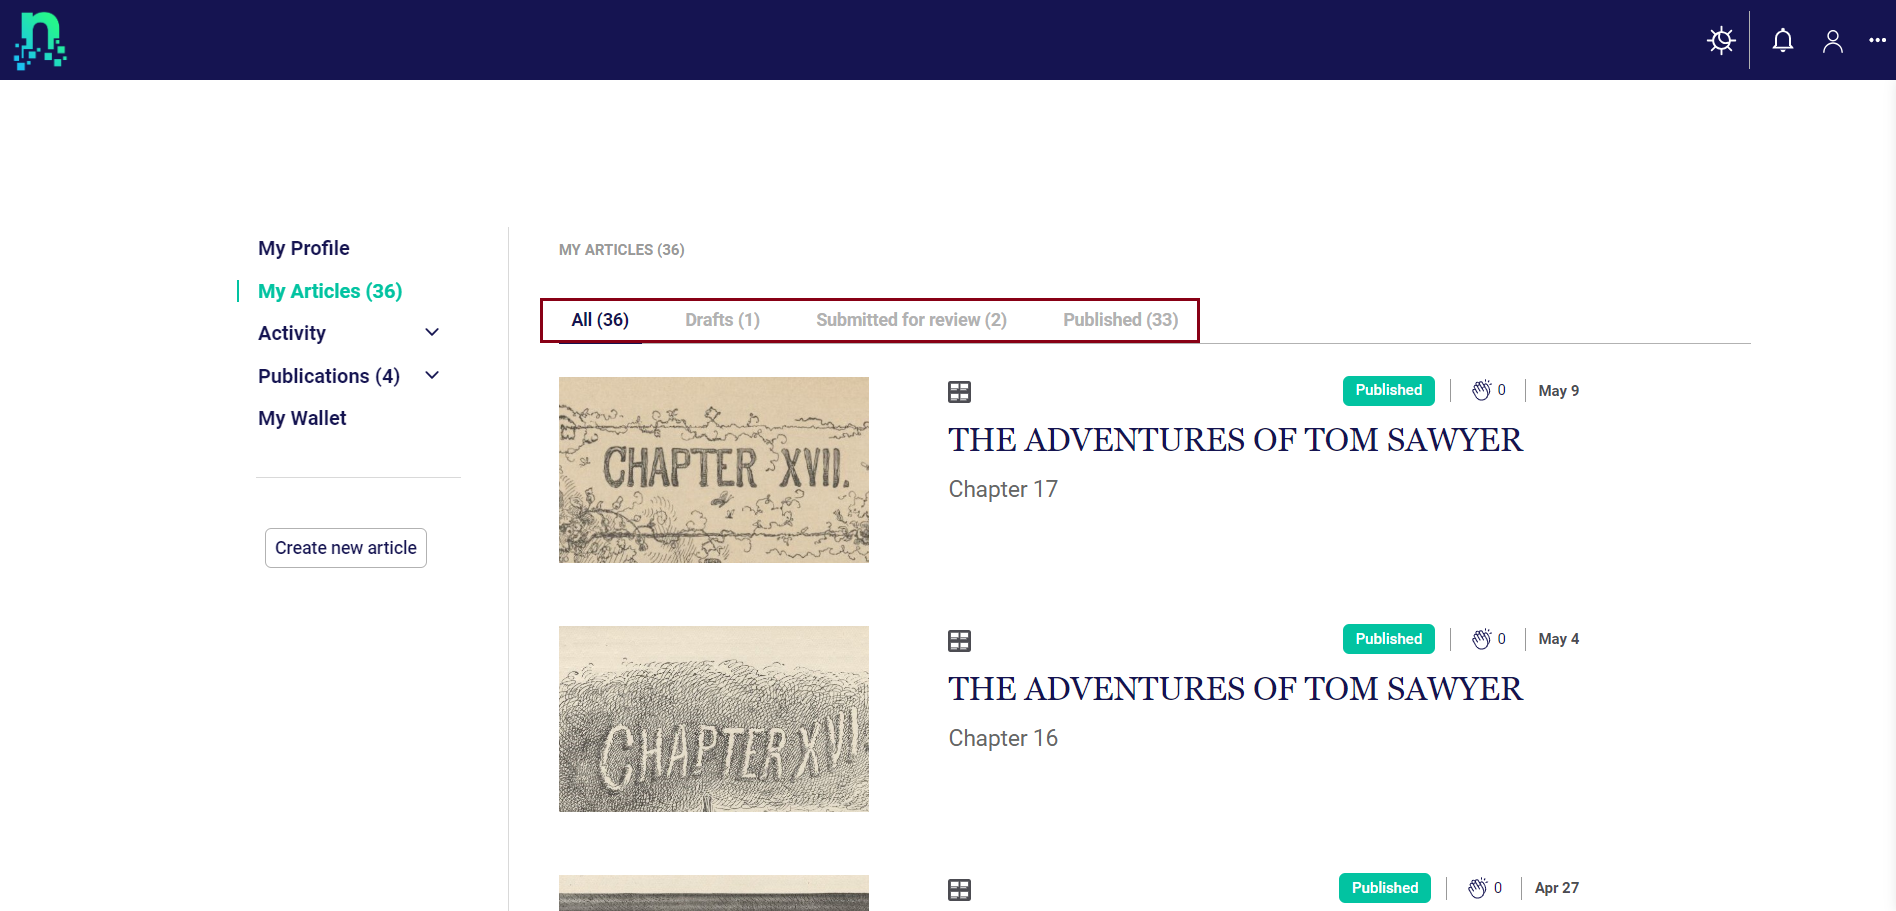 n
My Profile
My Articles (36)
Activity
Publications (4)
My Wallet
Create new article
MY ARTICLES (36)
All (36) Drafts (1) Submitted for review (2) Published (33)
CHAPTER XVII.
Published 0 May 9
THE ADVENTURES OF TOM SAWYER
Chapter 17
CHAPTER XVI
Published 0 May 4
THE ADVENTURES OF TOM SAWYER
Chapter 16
Published 0 Apr 27